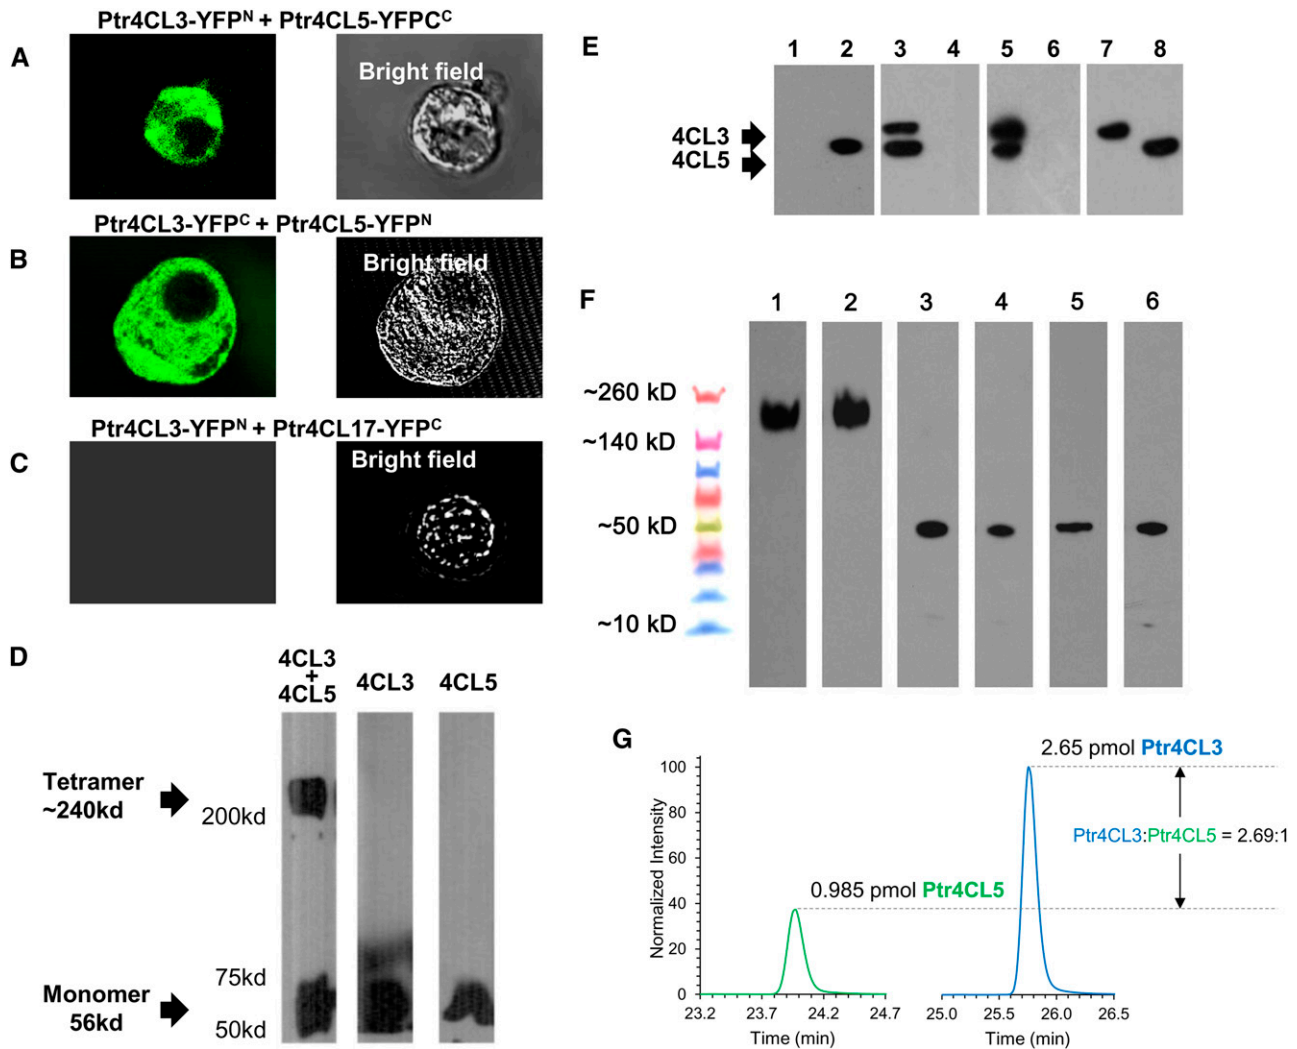 Ptr4CL3-YFPN + Ptr4CL5-YFPCC
A
Bright field
Ptr4CL3-YFPC + Ptr4CL5-YFPN
B
Bright field
Ptr4CL3-YFPN + Ptr4CL17-YFPC
C
Bright field
D
4CL3
+
4CL5
4CL3
4CL5
Tetramer
~240kd
200kd
75kd
Monomer
56kd
50kd
E
1 2 3 4 5 6 7 8
4CL3
4CL5
F
1 2 3 4 5 6
~260 kD
~140 kD
~50 kD
~10 kD
G
2.65 pmol Ptr4CL3
Ptr4CL3:Ptr4CL5 = 2.69:1
0.985 pmol Ptr4CL5
Normalized Intensity
100
80
60
40
20
0
23.2 23.7 24.2 24.7
Time (min)
25.0 25.5 26.0 26.5
Time (min)